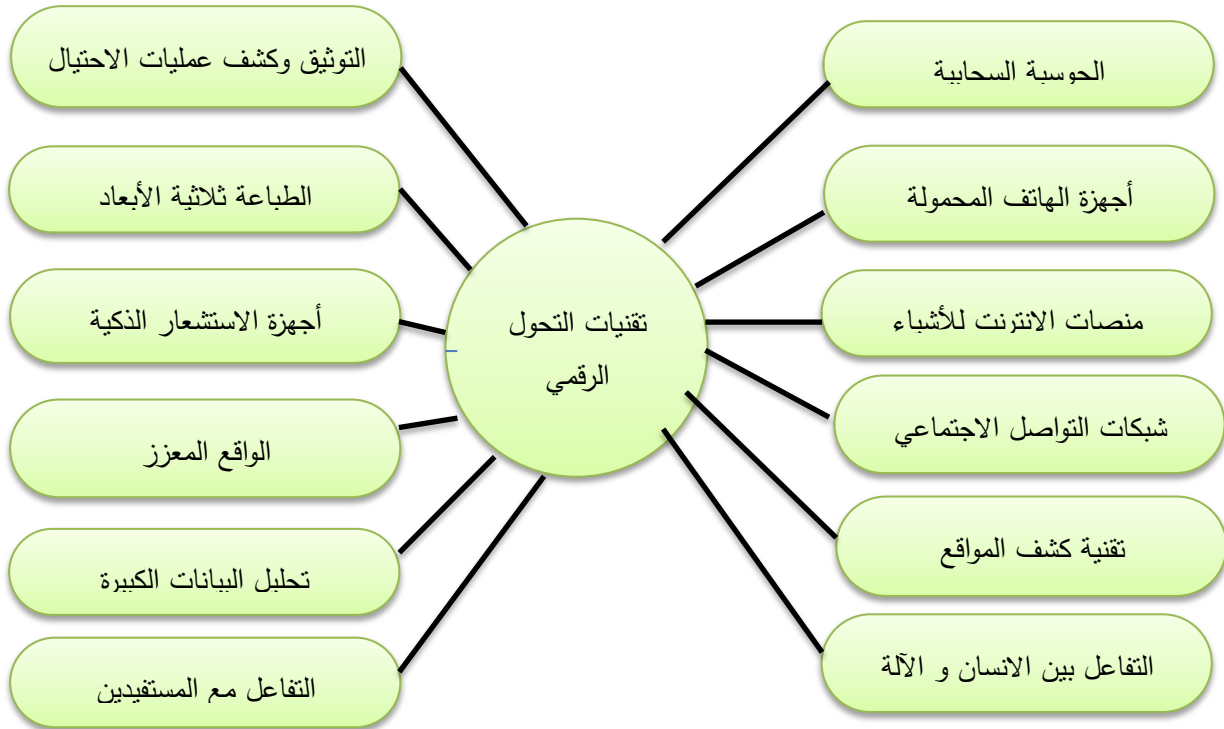 الحوسبة السحابية
أجهزة الهاتف المحمولة
منصات الانترنت للأشياء
شبكات التواصل الاجتماعي
تقنية كشف المواقع
التفاعل بين الانسان و الآلة
تقنيات التحول
الرقمي
التوثيق وكشف عمليات الاحتيال
الطباعة ثلاثية الأبعاد
أجهزة الاستشعار الذكية
الواقع المعزز
تحليل البيانات الكبيرة
التفاعل مع المستفيدين